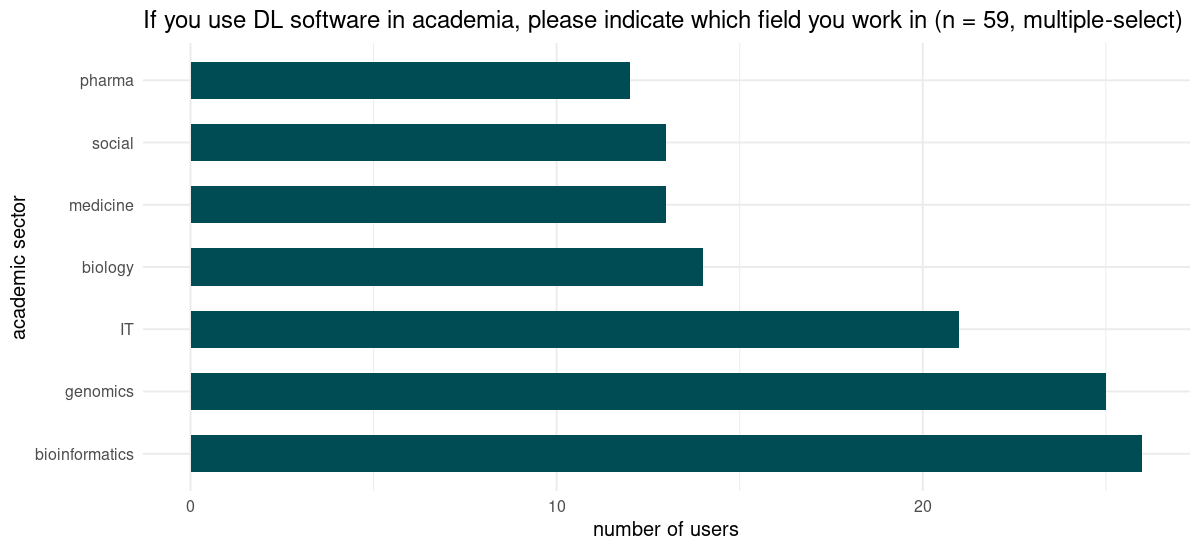 If you use DL software in academia, please indicate which field you work in (n = 59, multiple-select)
academic sector
pharma
social
medicine
biology
IT
genomics
bioinformatics
0 10 20
number of users